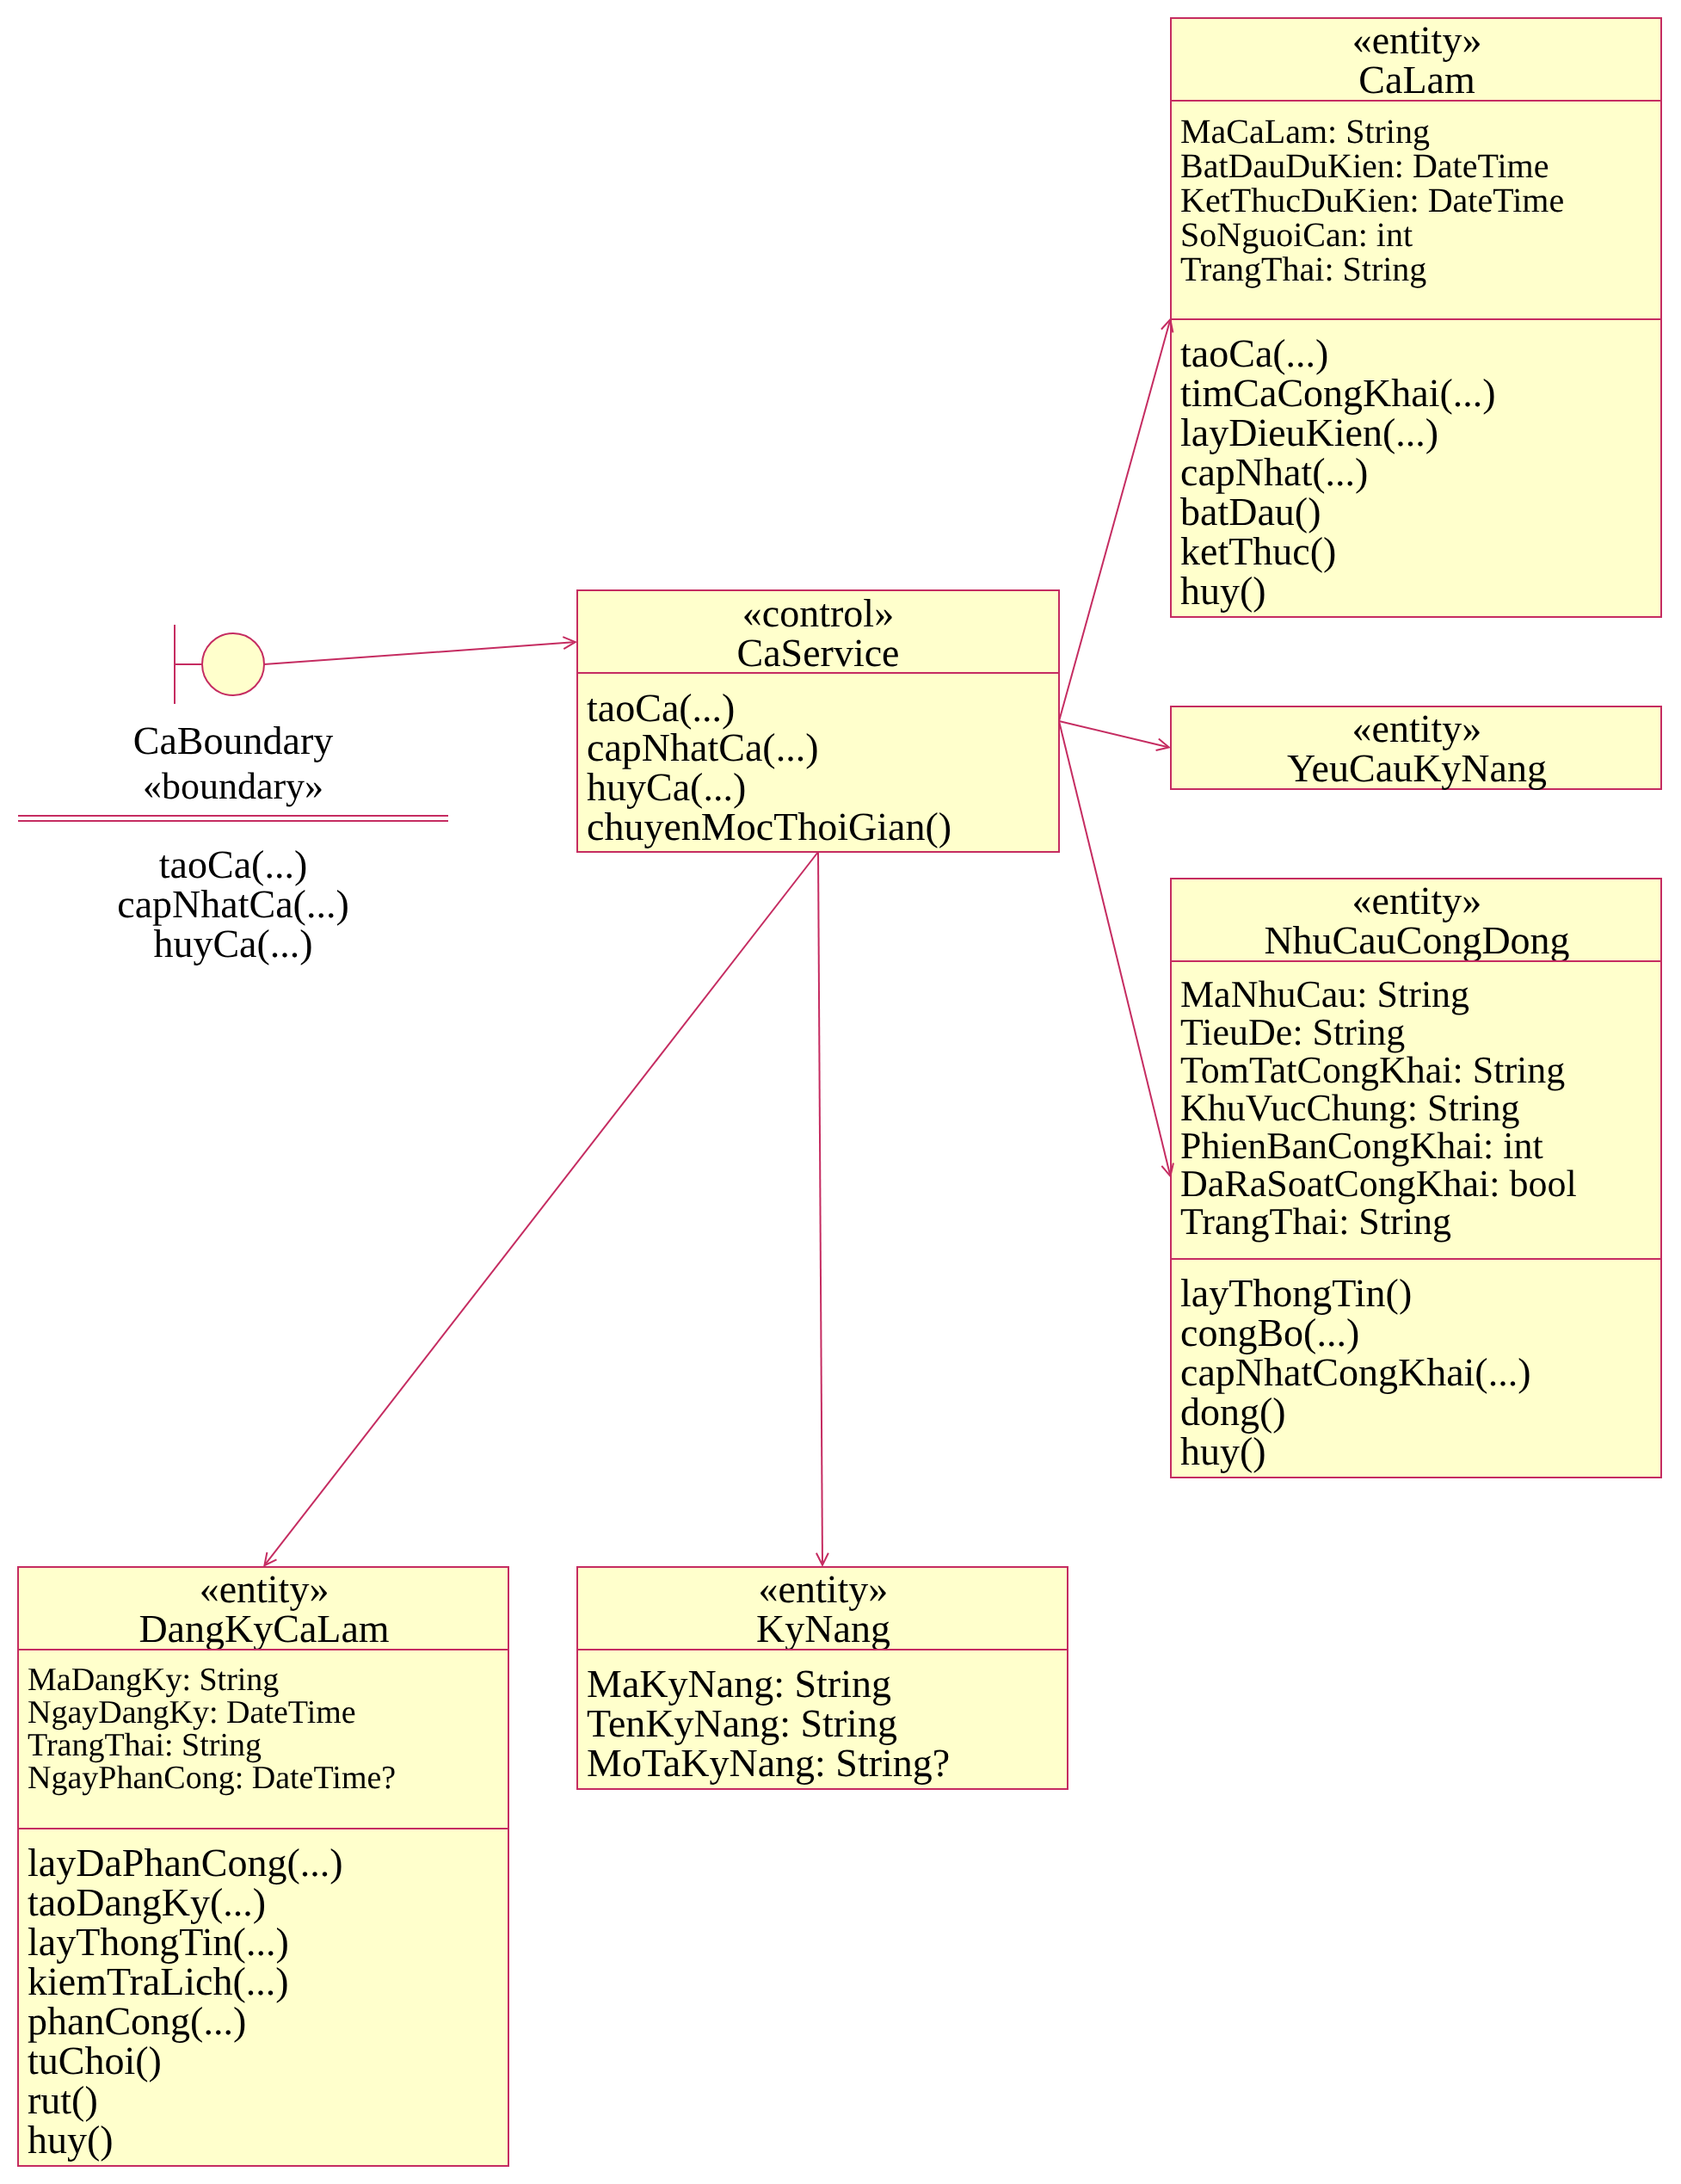 «entity»
CaLam
MaCaLam: String
BatDauDuKien: DateTime
KetThucDuKien: DateTime
SoNguoiCan: int
TrangThai: String
taoCa(...)
timCaCongKhai(...)
layDieuKien(...)
capNhat(...)
batDau()
ketThuc()
huy()
«control»
CaService
taoCa(...)
capNhatCa(...)
huyCa(...)
chuyenMocThoiGian()
CaBoundary
«boundary»
taoCa(...)
capNhatCa(...)
huyCa(...)
«entity»
YeuCauKyNang
«entity»
NhuCauCongDong
MaNhuCau: String
TieuDe: String
TomTatCongKhai: String
KhuVucChung: String
PhienBanCongKhai: int
DaRaSoatCongKhai: bool
TrangThai: String
layThongTin()
congBo(...)
capNhatCongKhai(...)
dong()
huy()
«entity»
DangKyCaLam
MaDangKy: String
NgayDangKy: DateTime
TrangThai: String
NgayPhanCong: DateTime?
layDaPhanCong(...)
taoDangKy(...)
layThongTin(...)
kiemTraLich(...)
phanCong(...)
tuChoi()
rut()
huy()
«entity»
KyNang
MaKyNang: String
TenKyNang: String
MoTaKyNang: String?